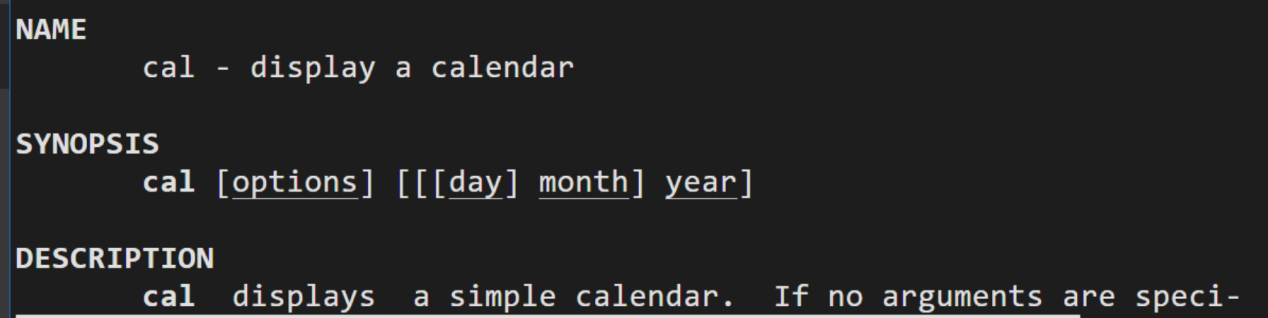 NAME
cal - display a calendar
SYNOPSIS
cal [options] [[[day] month] year]
DESCRIPTION
cal displays a simple calendar. If no arguments are speci-